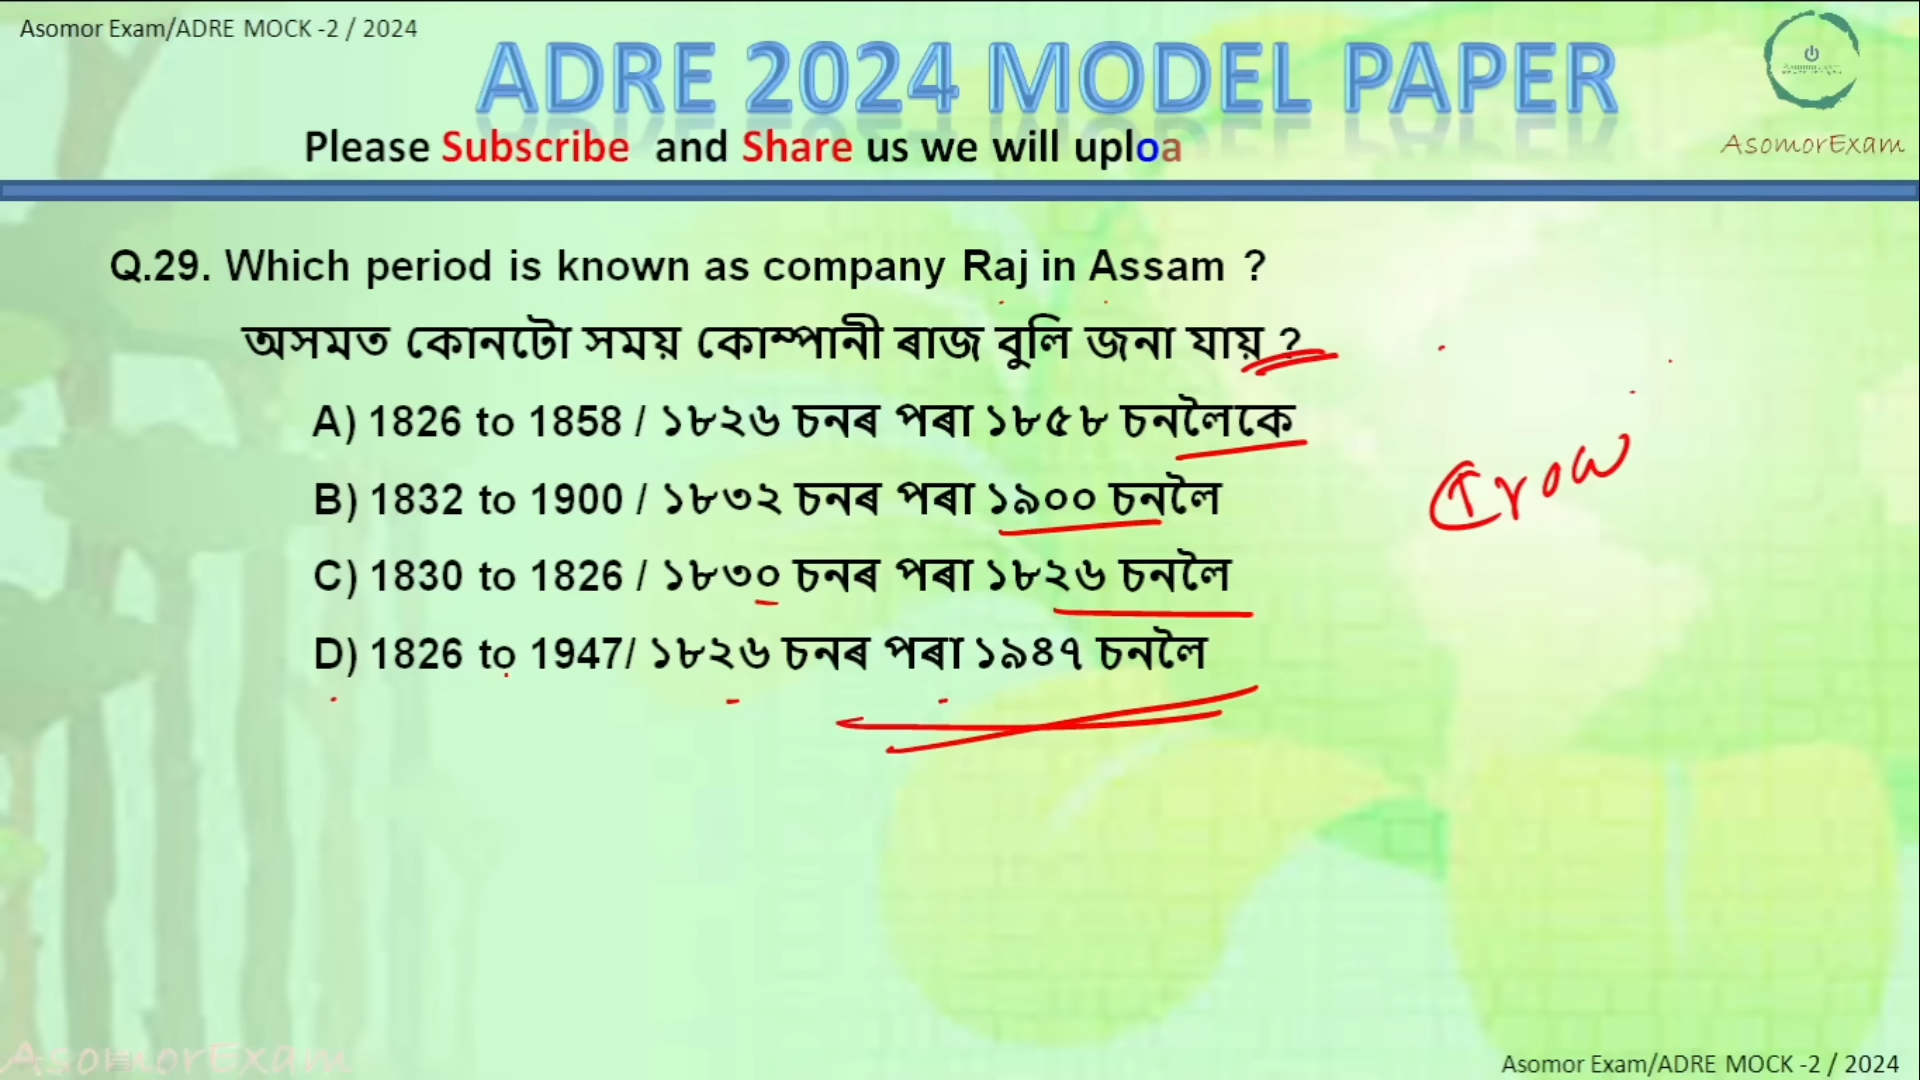 Asomor Exam/ADRE MOCK -2 / 2024
ADRE 2024 MODEL PAPER
Please Subscribe and Share us we will uploa
AsomorExam
Q.29. Which period is known as company Raj in Assam ?
অসমত কোনটো সময় কোম্পানী ৰাজ বুলি জনা যায় ?
A) 1826 to 1858 / ১৮২৬ চনৰ পৰা ১৮৫৮ চনলৈকে
B) 1832 to 1900 / ১৮৩২ চনৰ পৰা ১৯০০ চনলৈ
C) 1830 to 1826 / ১৮৩০ চনৰ পৰা ১৮২৬ চনলৈ
D) 1826 to 1947/ ১৮২৬ চনৰ পৰা ১৯৪৭ চনলৈ
AsomorExam
Asomor Exam/ADRE MOCK -2 / 2024